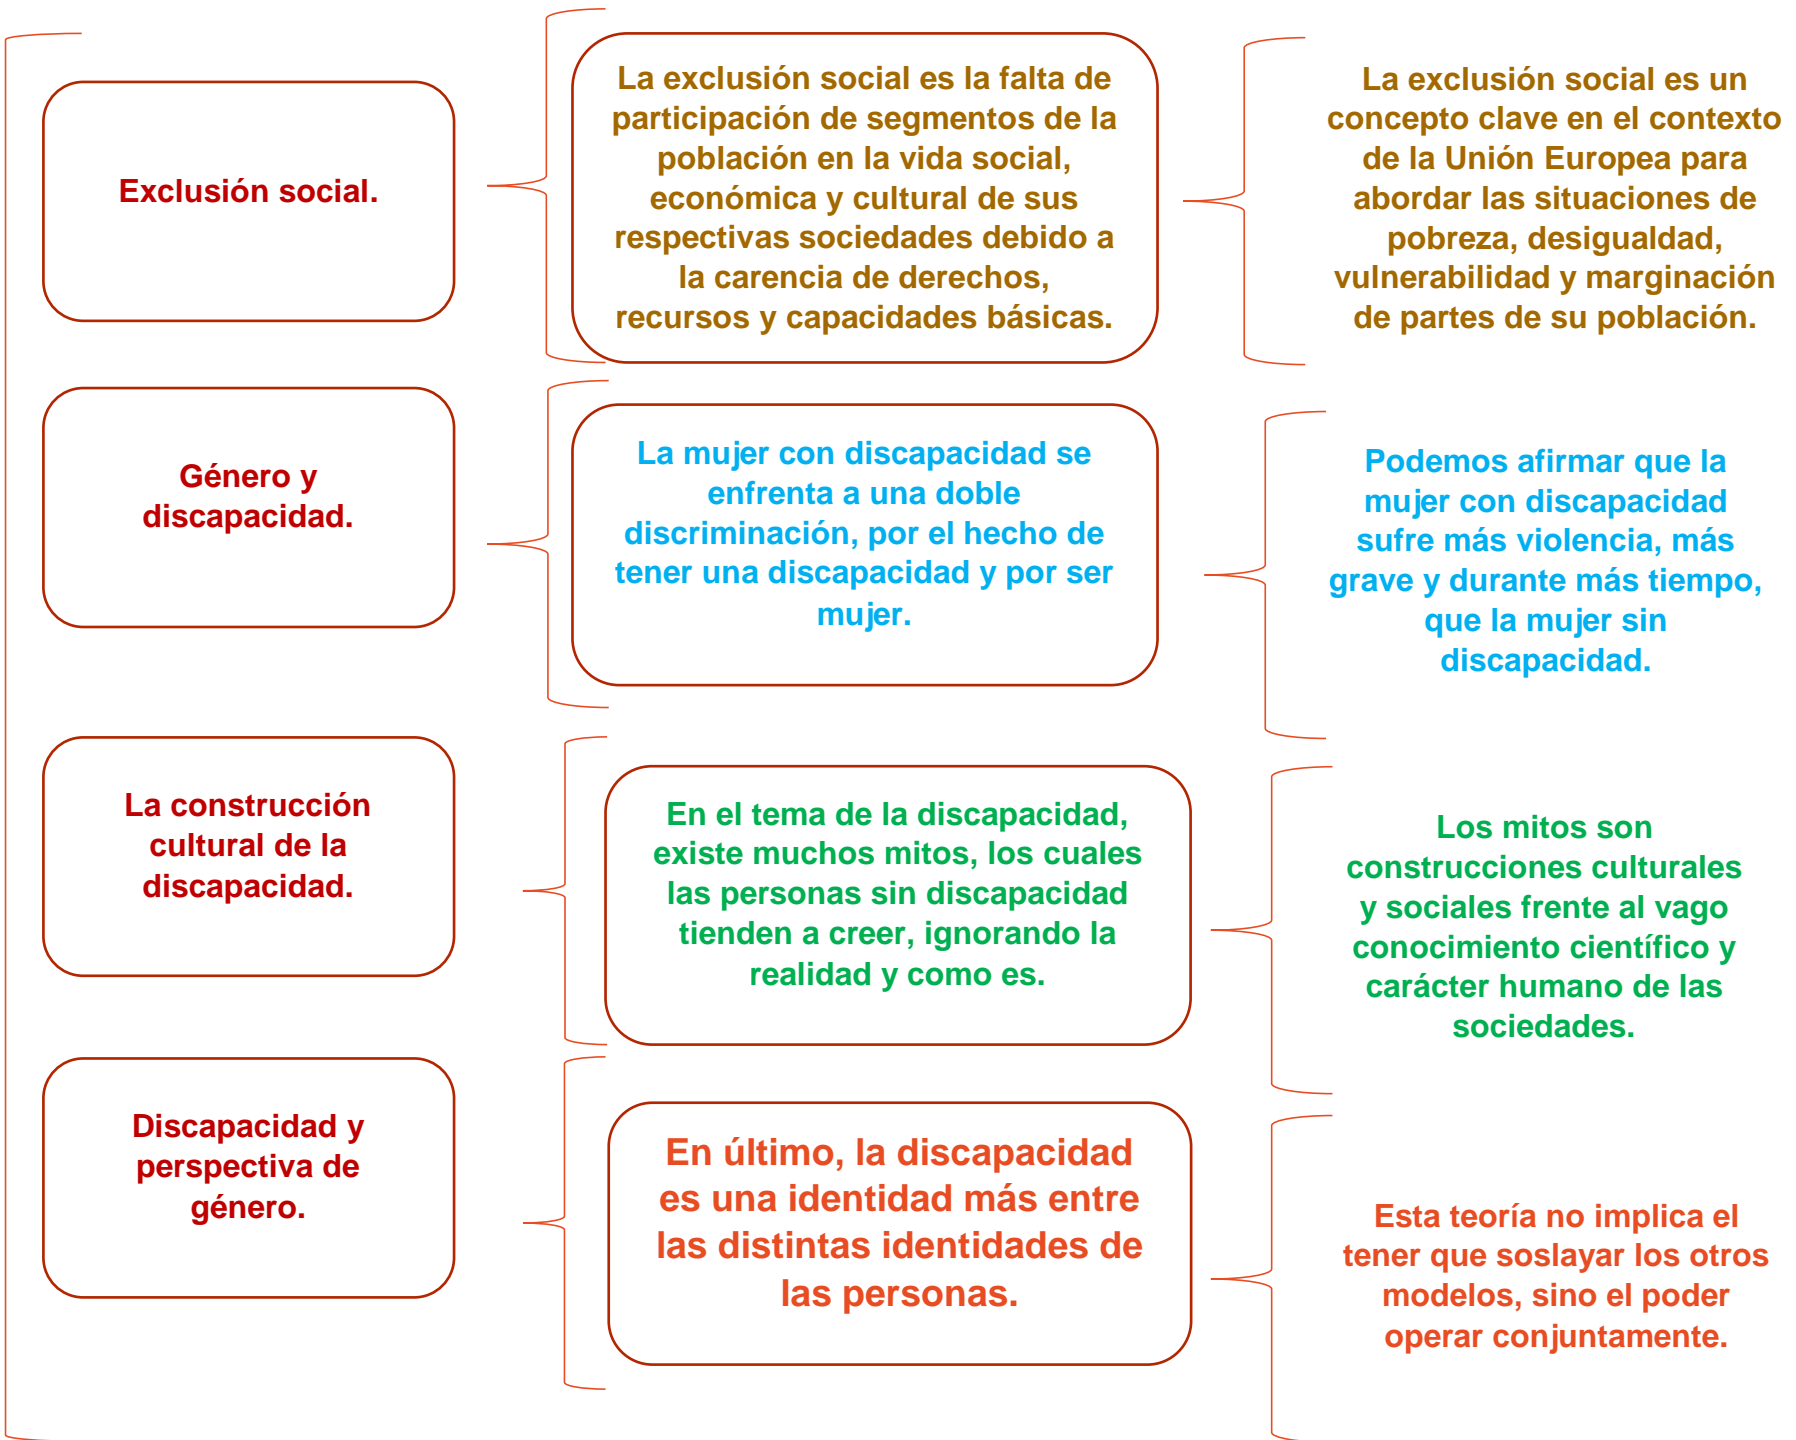 Exclusión social.
La exclusión social es la falta de
participación de segmentos de la
población en la vida social,
económica y cultural de sus
respectivas sociedades debido a
la carencia de derechos,
recursos y capacidades básicas.
La exclusión social es un
concepto clave en el contexto
de la Unión Europea para
abordar las situaciones de
pobreza, desigualdad,
vulnerabilidad y marginación
de partes de su población.
Género y
discapacidad.
La mujer con discapacidad se
enfrenta a una doble
discriminación, por el hecho de
tener una discapacidad y por ser
mujer.
Podemos afirmar que la
mujer con discapacidad
sufre más violencia, más
grave y durante más tiempo,
que la mujer sin
discapacidad.
La construcción
cultural de la
discapacidad.
En el tema de la discapacidad,
existe muchos mitos, los cuales
las personas sin discapacidad
tienden a creer, ignorando la
realidad y como es.
Los mitos son
construcciones culturales
y sociales frente al vago
conocimiento científico y
carácter humano de las
sociedades.
Discapacidad y
perspectiva de
género.
En último, la discapacidad
es una identidad más entre
las distintas identidades de
las personas.
Esta teoría no implica el
tener que soslayar los otros
modelos, sino el poder
operar conjuntamente.